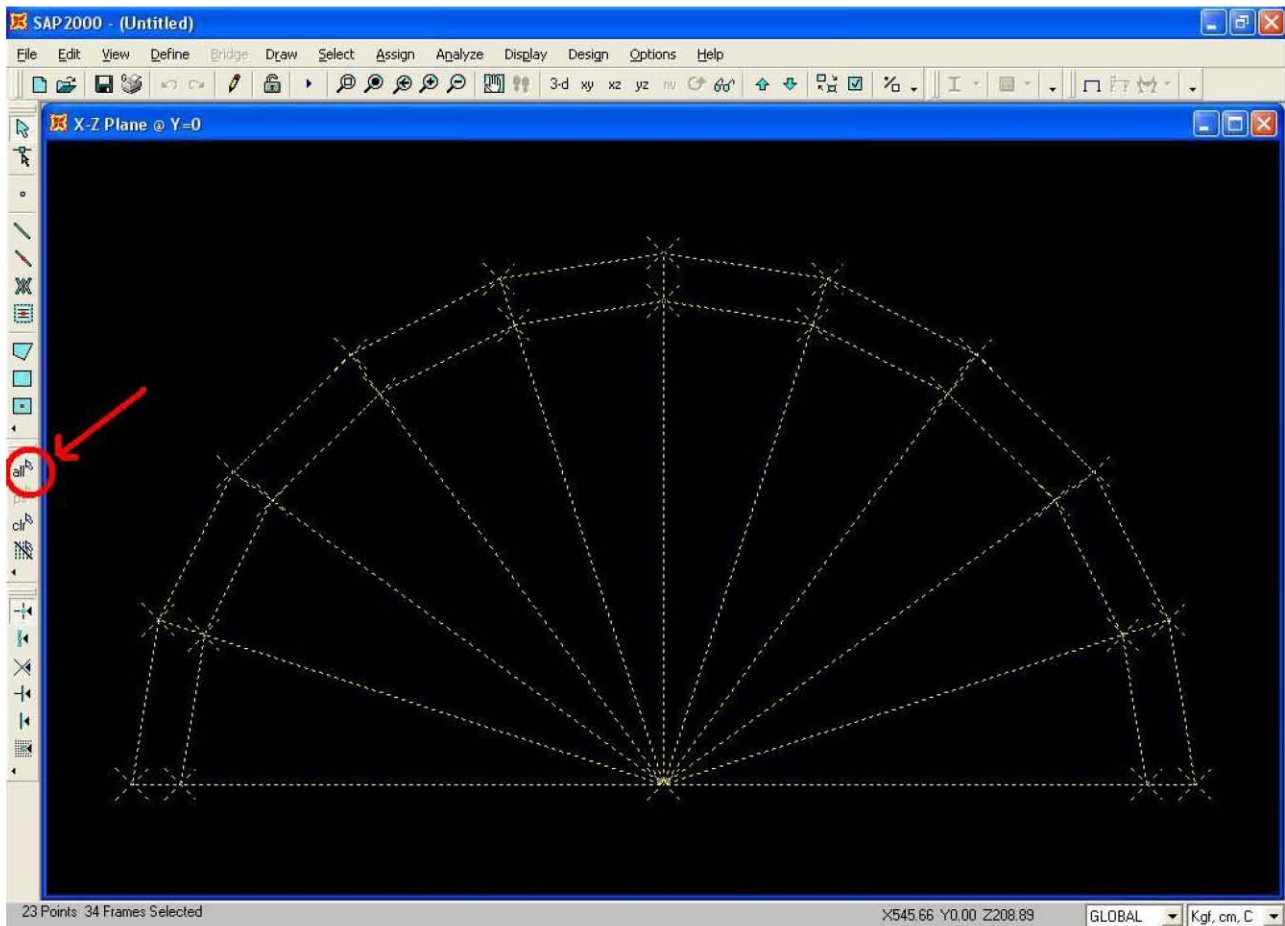 SAP2000 - (Untitled)
File Edit View Define Bridge Draw Select Assign Analyze Display Design Options Help
3-d xy xz yz nv
X-Z Plane @ Y=0
all
clr
23 Points 34 Frames Selected
X545.66 Y0.00 Z208.89
GLOBAL
Kgf, cm, C